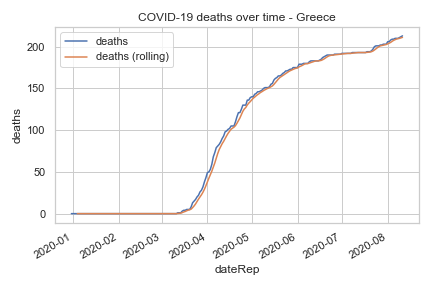 COVID-19 deaths over time - Greece
deaths
deaths (rolling)
deaths
200
150
100
50
0
2020-01
2020-02
2020-03
2020-04
2020-05
2020-06
2020-07
2020-08
dateRep